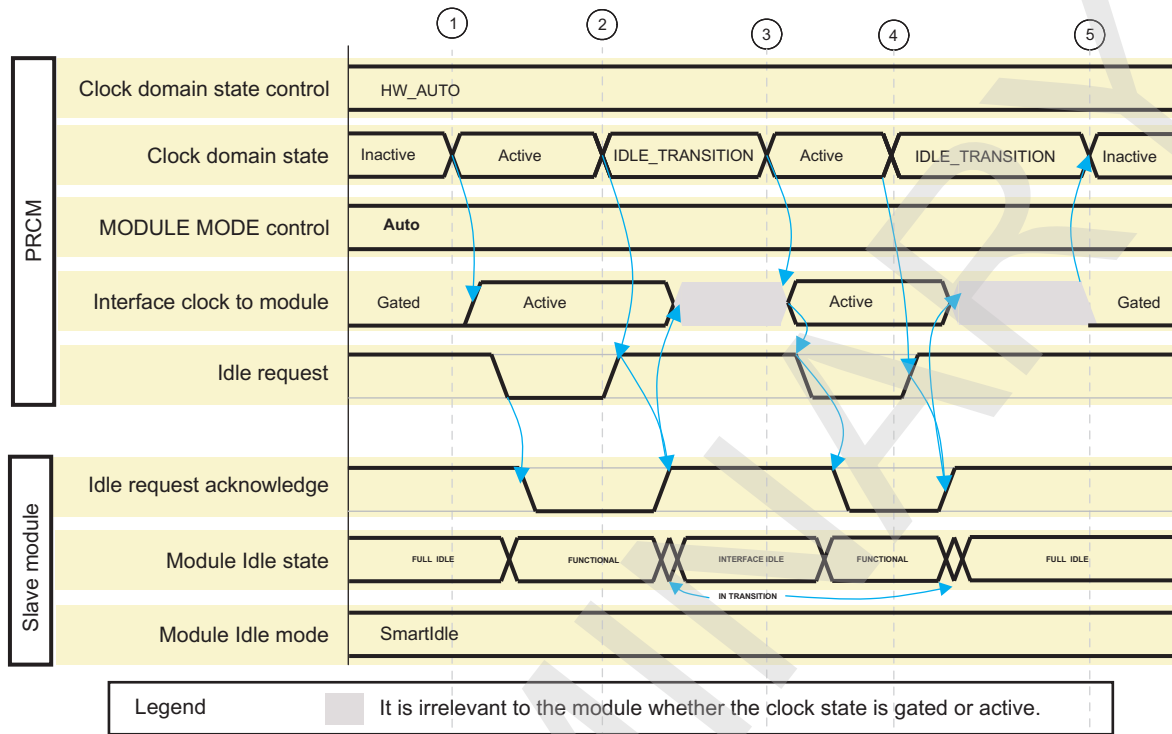 1 2 3 4 5
PRCM
Clock domain state control HW_AUTO
Clock domain state Inactive Active IDLE_TRANSITION Active IDLE_TRANSITION Inactive
MODULE MODE control Auto
Interface clock to module Gated Active Active Gated
Idle request
Slave module
Idle request acknowledge
Module Idle state FULL IDLE FUNCTIONAL INTERFACE IDLE FUNCTIONAL FULL IDLE
IN TRANSITION
Module Idle mode SmartIdle
Legend It is irrelevant to the module whether the clock state is gated or active.
MINARY